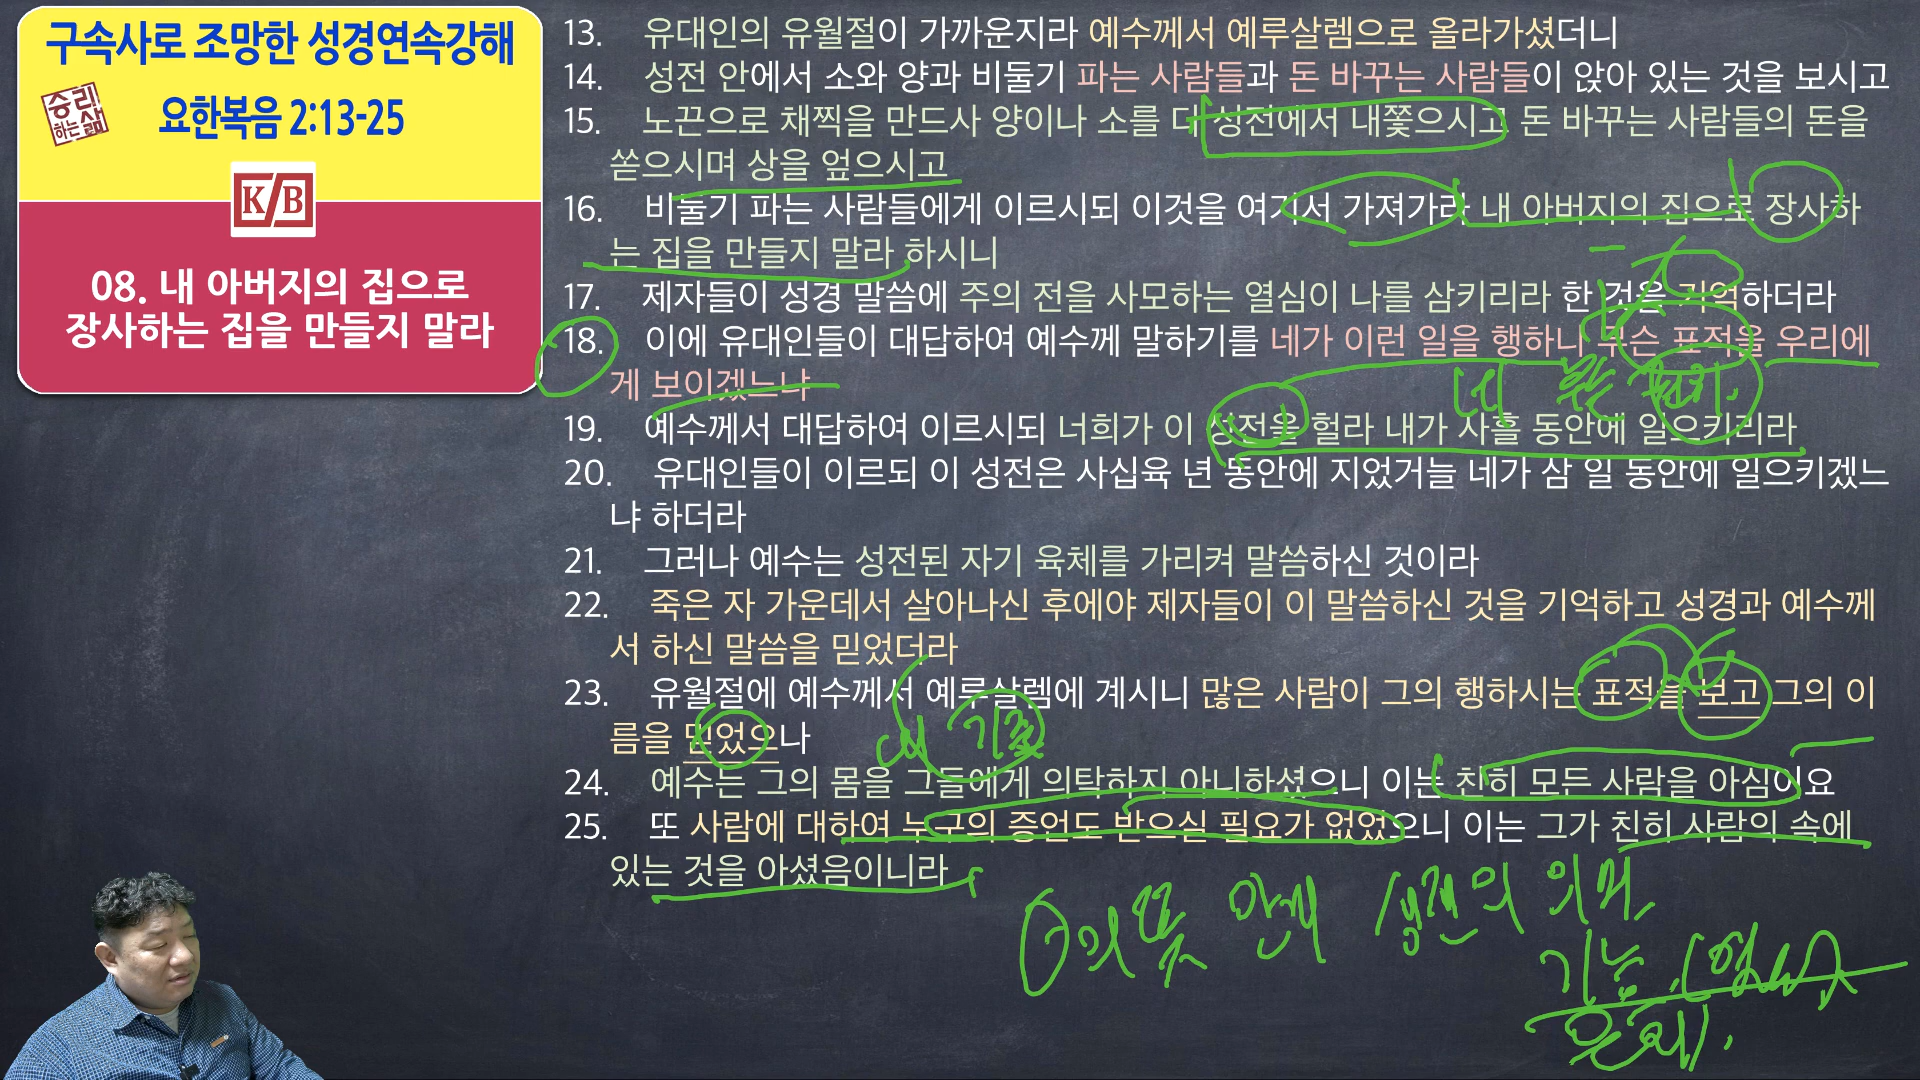 구속사로 조망한 성경연속강해
승리하는삶
요한복음 2:13-25
K/B
08. 내 아버지의 집으로
장사하는 집을 만들지 말라
13. 유대인의 유월절이 가까운지라 예수께서 예루살렘으로 올라가셨더니
14. 성전 안에서 소와 양과 비둘기 파는 사람들과 돈 바꾸는 사람들이 앉아 있는 것을 보시고
15. 노끈으로 채찍을 만드사 양이나 소를 다 성전에서 내쫓으시고 돈 바꾸는 사람들의 돈을
쏟으시며 상을 엎으시고
16. 비둘기 파는 사람들에게 이르시되 이것을 여기서 가져가라 내 아버지의 집으로 장사하
는 집을 만들지 말라 하시니
17. 제자들이 성경 말씀에 주의 전을 사모하는 열심이 나를 삼키리라 한 것을 기억하더라
18. 이에 유대인들이 대답하여 예수께 말하기를 네가 이런 일을 행하니 무슨 표적을 우리에
게 보이겠느냐
19. 예수께서 대답하여 이르시되 너희가 이 성전을 헐라 내가 사흘 동안에 일으키리라
20. 유대인들이 이르되 이 성전은 사십육 년 동안에 지었거늘 네가 삼 일 동안에 일으키겠느
냐 하더라
21. 그러나 예수는 성전된 자기 육체를 가리켜 말씀하신 것이라
22. 죽은 자 가운데서 살아나신 후에야 제자들이 이 말씀하신 것을 기억하고 성경과 예수께
서 하신 말씀을 믿었더라
23. 유월절에 예수께서 예루살렘에 계시니 많은 사람이 그의 행하시는 표적을 보고 그의 이
름을 믿었으나
24. 예수는 그의 몸을 그들에게 의탁하지 아니하셨으니 이는 친히 모든 사람을 아심이요
25. 또 사람에 대하여 누구의 증언도 받으실 필요가 없었으니 이는 그가 친히 사람의 속에
있는 것을 아셨음이니라
성전의 의미
기능